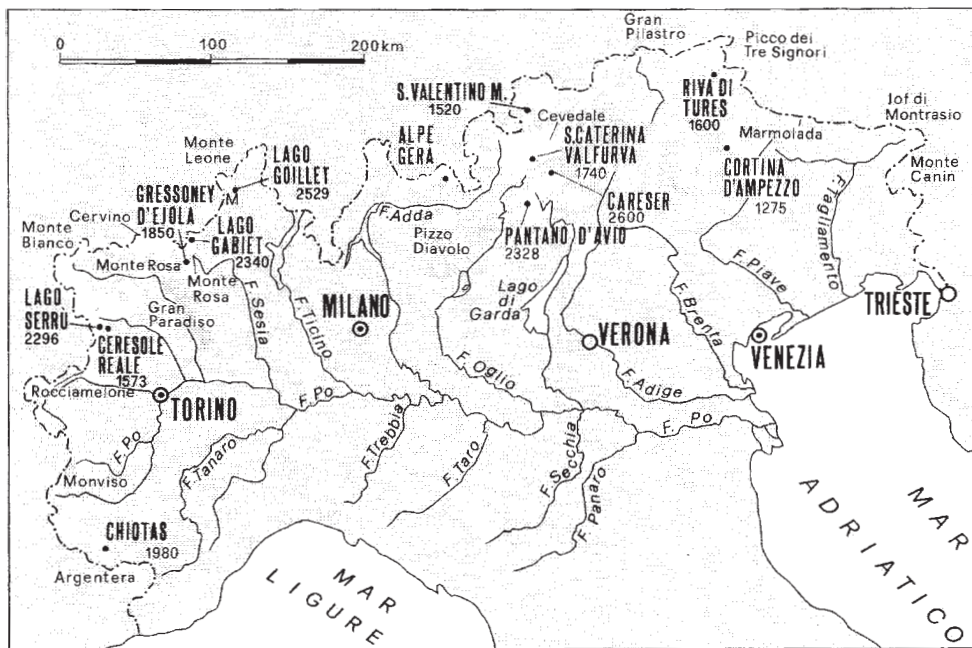 0 100 200 km
Gran
Pilastro
Picco dei
Tre Signori
S. VALENTINO M.
1520
Cevedale
RIVA DI
TURES
1600
Jof di
Montrasio
Monte
Leone
LAGO
GOILLET
2529
ALPE
GERA
S. CATERINA
VALFURVA
1740
Marmolada
CORTINA
D'AMPEZZO
1275
Monte
Canin
GRESSONEY
D'EJOLA
1850
M
Cervino
LAGO
GABIET
2340
F. Adda
CARESER
2600
F. Tagliamento
Monte
Bianco
Monte Rosa
Monte
Rosa
Pizzo
Diavolo
PANTANO D'AVIO
2328
F. Piave
LAGO
SERRÙ
2296
Gran
Paradiso
F. Sesia
F. Ticino
MILANO
Lago
di
Garda
F. Brenta
TRIESTE
CERESOLE
REALE
1573
VERONA
VENEZIA
Rocciamelone
TORINO
F. Po
F. Oglio
F. Adige
F. Po
F. Po
F. Tanaro
F. Trebbia
F. Taro
F. Secchia
F. Panaro
Monviso
CHIOTAS
1980
Argentera
MAR
LIGURE
MAR
ADRIATICO